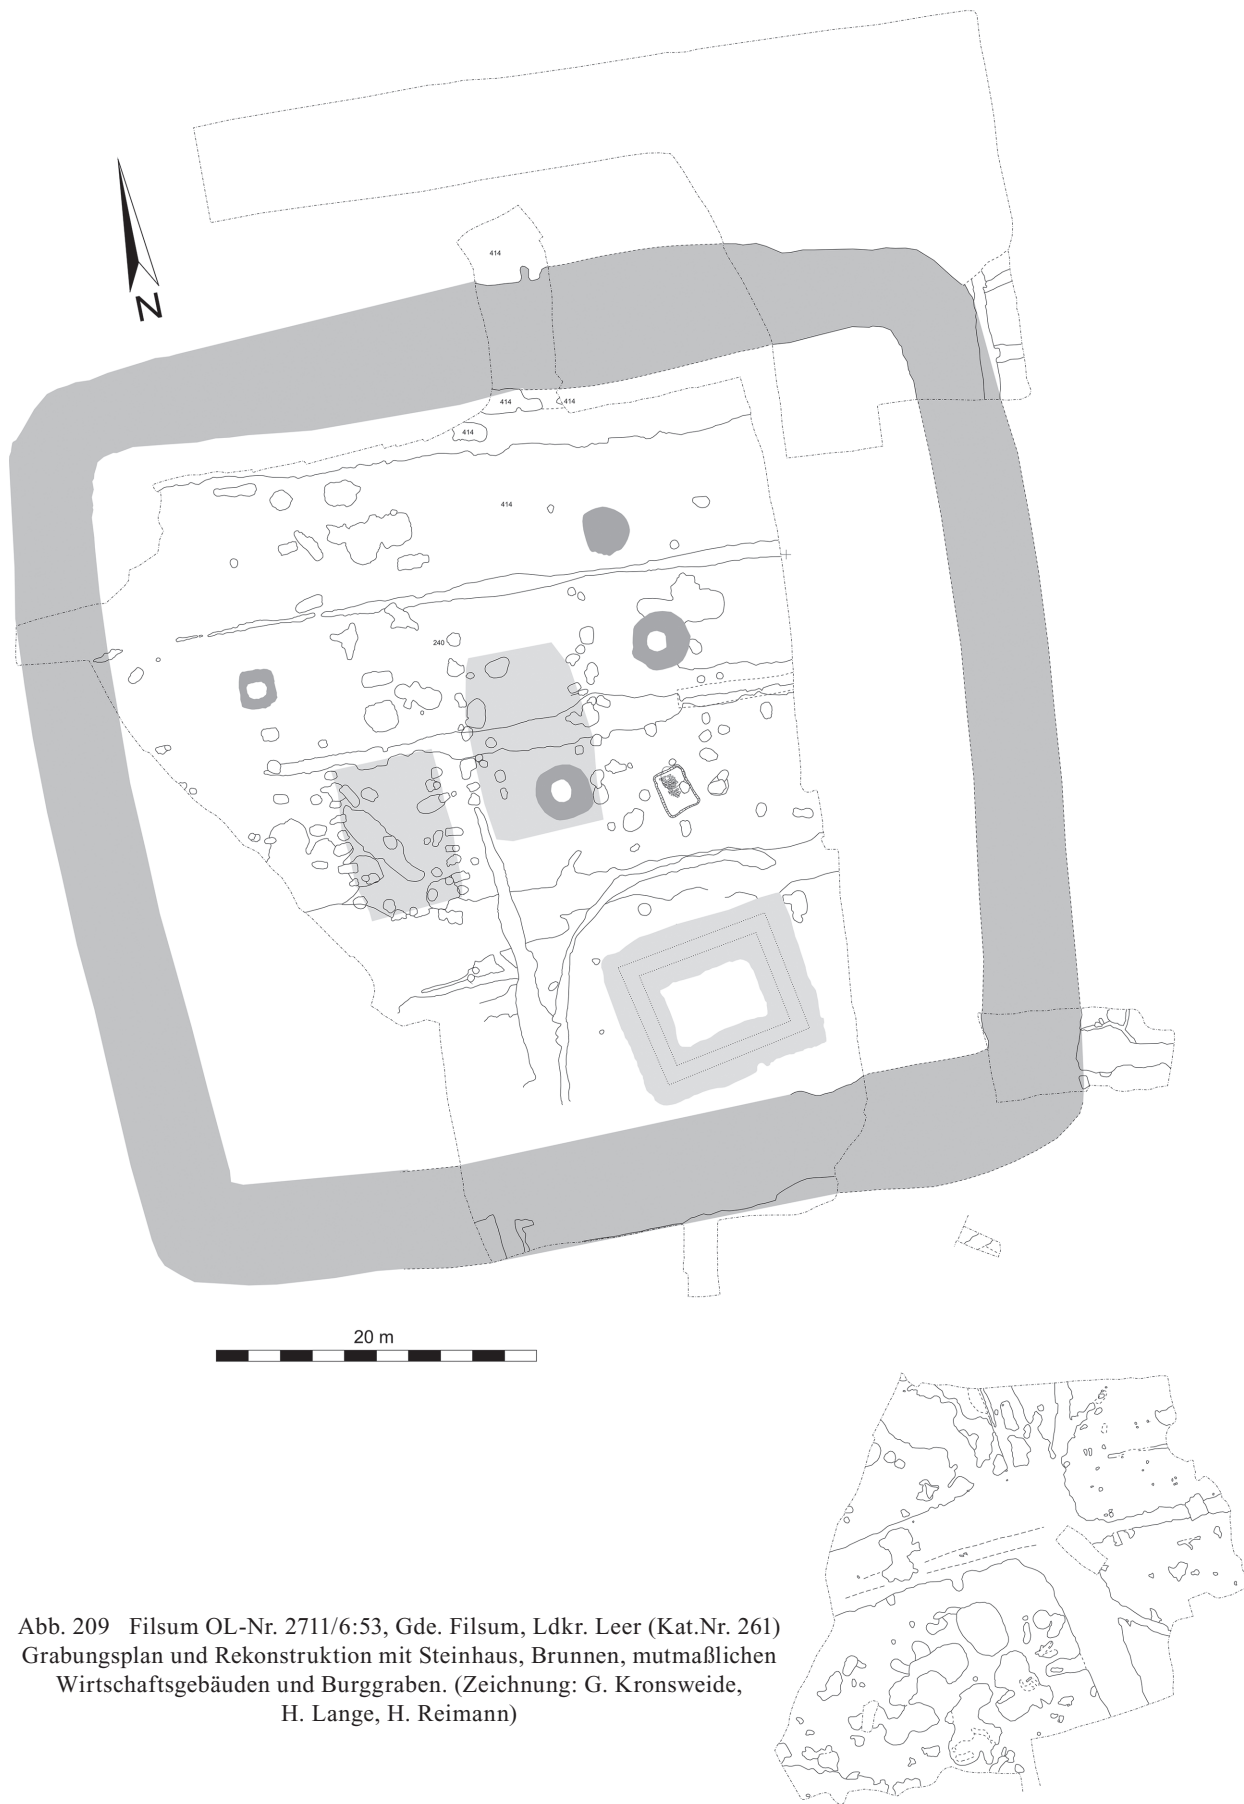 414
N
414
414
414
414
240
20 m
Abb. 209 Filsum OL-Nr. 2711/6:53, Gde. Filsum, Ldkr. Leer (Kat.Nr. 261)
Grabungsplan und Rekonstruktion mit Steinhaus, Brunnen, mutmaßlichen
Wirtschaftsgebäuden und Burggraben. (Zeichnung: G. Kronsweide,
H. Lange, H. Reimann)